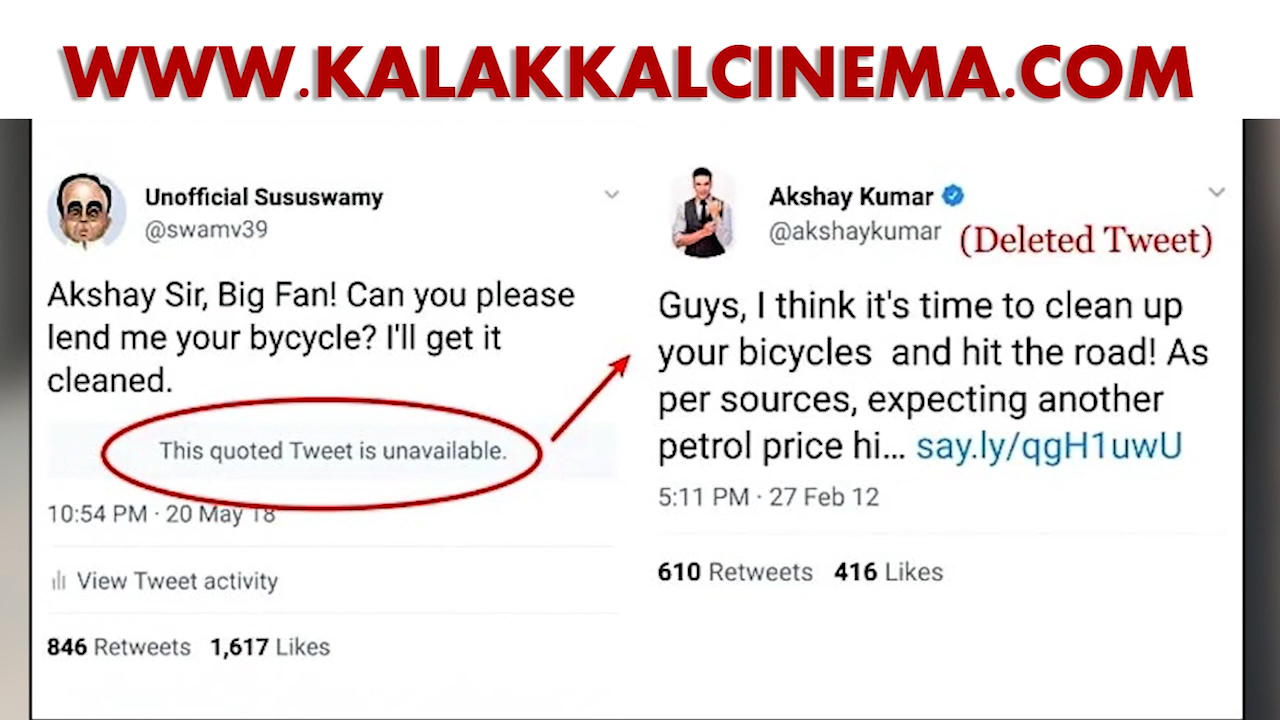 WWW.KALAKKALCINEMA.COM
Unofficial Sususwamy
@swamv39
Akshay Sir, Big Fan! Can you please
lend me your bycycle? I'll get it
cleaned.
This quoted Tweet is unavailable.
10:54 PM · 20 May 18
View Tweet activity
846 Retweets 1,617 Likes
Akshay Kumar
@akshaykumar
(Deleted Tweet)
Guys, I think it's time to clean up
your bicycles and hit the road! As
per sources, expecting another
petrol price hi... say.ly/qgH1uwU
5:11 PM · 27 Feb 12
610 Retweets 416 Likes